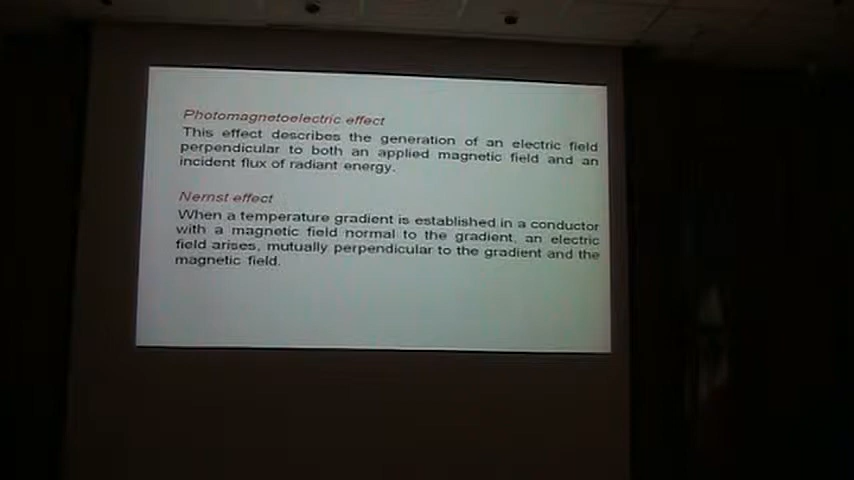 Photomagnetoelectric effect
This effect describes the generation of an electric field
perpendicular to both an applied magnetic field and an
incident flux of radiant energy.
Nernst effect
When a temperature gradient is established in a conductor
with a magnetic field normal to the gradient, an electric
field arises, mutually perpendicular to the gradient and the
magnetic field.